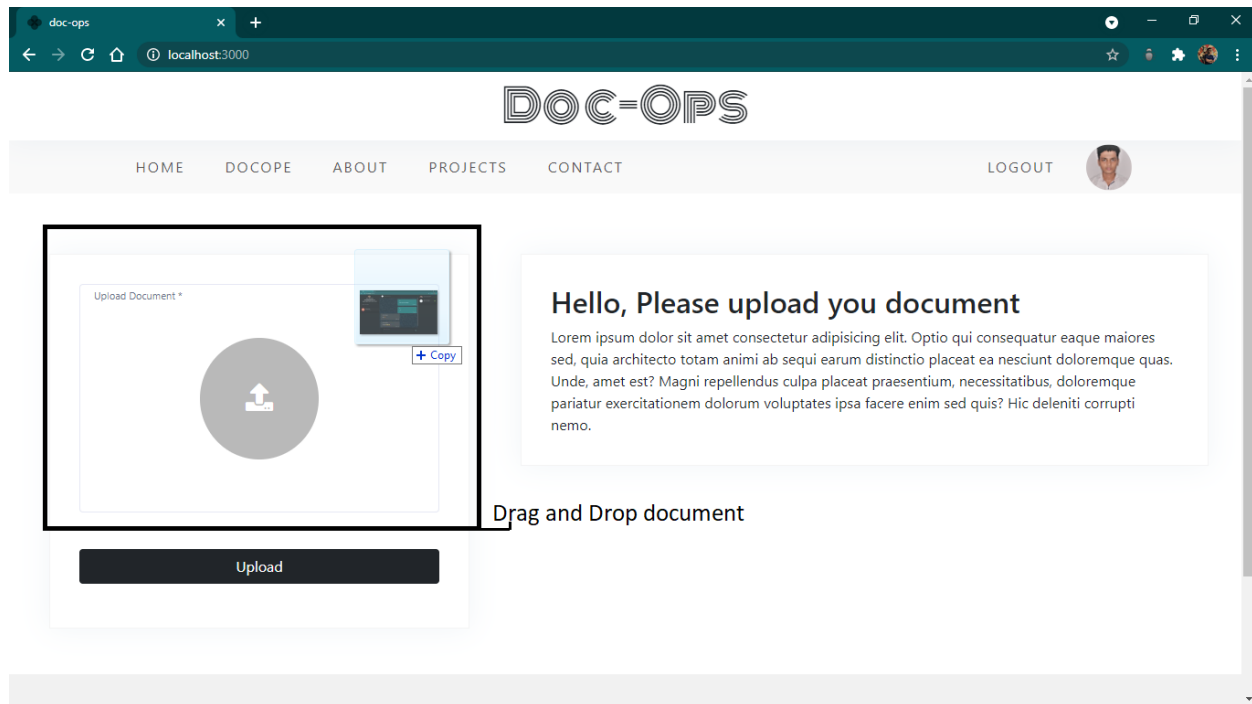 doc-ops
localhost:3000
Doc-Ops
HOME DOCOPE ABOUT PROJECTS CONTACT LOGOUT
Upload Document *
+ Copy
Upload
Hello, Please upload you document
Lorem ipsum dolor sit amet consectetur adipisicing elit. Optio qui consequatur eaque maiores
sed, quia architecto totam animi ab sequi earum distinctio placeat ea nesciunt doloremque quas.
Unde, amet est? Magni repellendus culpa placeat praesentium, necessitatibus, doloremque
pariatur exercitationem dolorum voluptates ipsa facere enim sed quis? Hic deleniti corrupti
nemo.
Drag and Drop document